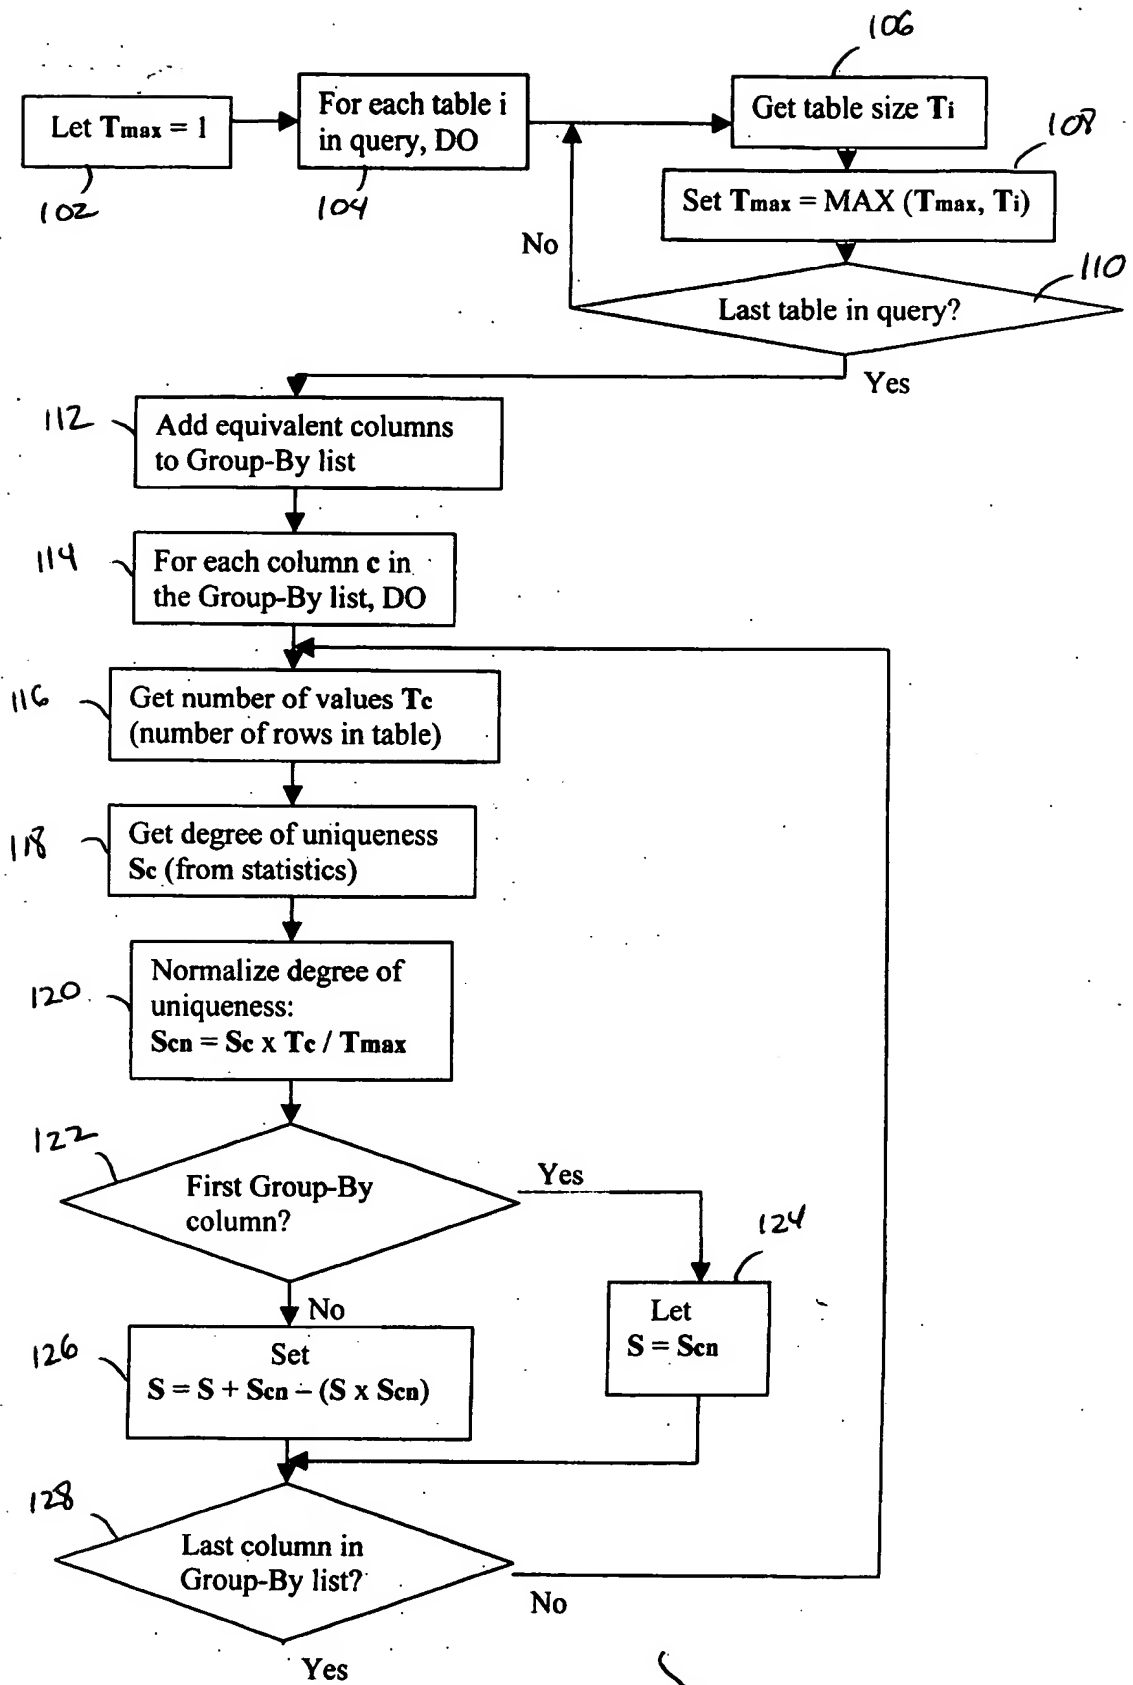 106
Let Tmax = 1
102
For each table i
in query, DO
104
Get table size Ti
108
Set Tmax = MAX (Tmax, Ti)
No
110
Last table in query?
Yes
112
Add equivalent columns
to Group-By list
114
For each column c in
the Group-By list, DO
116
Get number of values Tc
(number of rows in table)
118
Get degree of uniqueness
Sc (from statistics)
120
Normalize degree of
uniqueness:
Scn = Sc x Tc / Tmax
122
First Group-By
column?
Yes
124
Let
S = Scn
No
126
Set
S = S + Scn – (S x Scn)
128
Last column in
Group-By list?
No
Yes